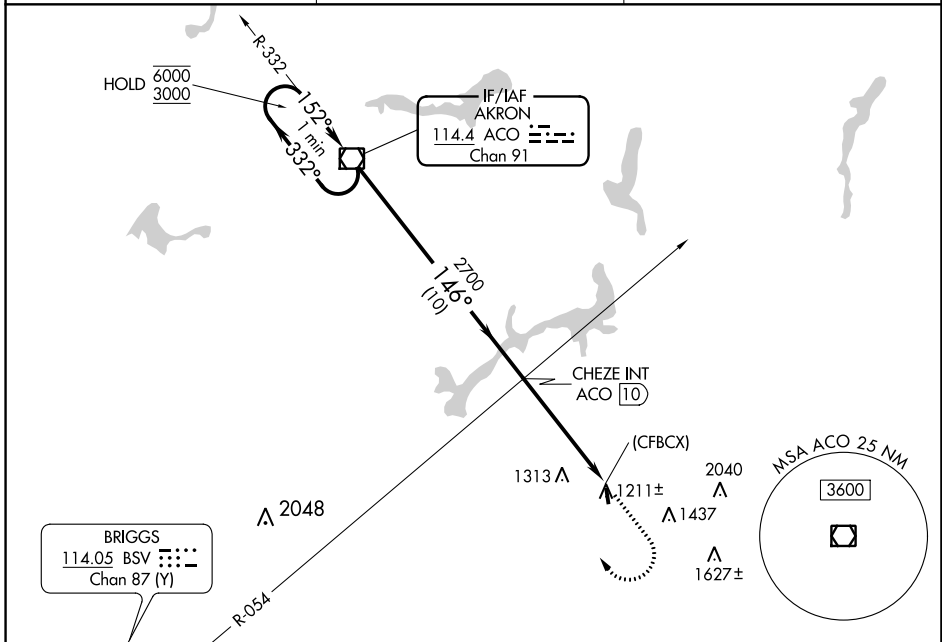 R-332
HOLD 6000
3000
152°
1 min
332°
IF/IAF
AKRON
114.4 ACO
Chan 91
2700
146°
(10)
CHEZE INT
ACO 10
(CFBCX)
1313
1211±
2040
1437
1627±
2048
MSA ACO 25 NM
3600
BRIGGS
114.05 BSV
Chan 87 (Y)
R-054